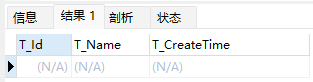 信息 结果 1 剖析 状态
T_Id T_Name T_CreateTime
(N/A) (N/A) (N/A)